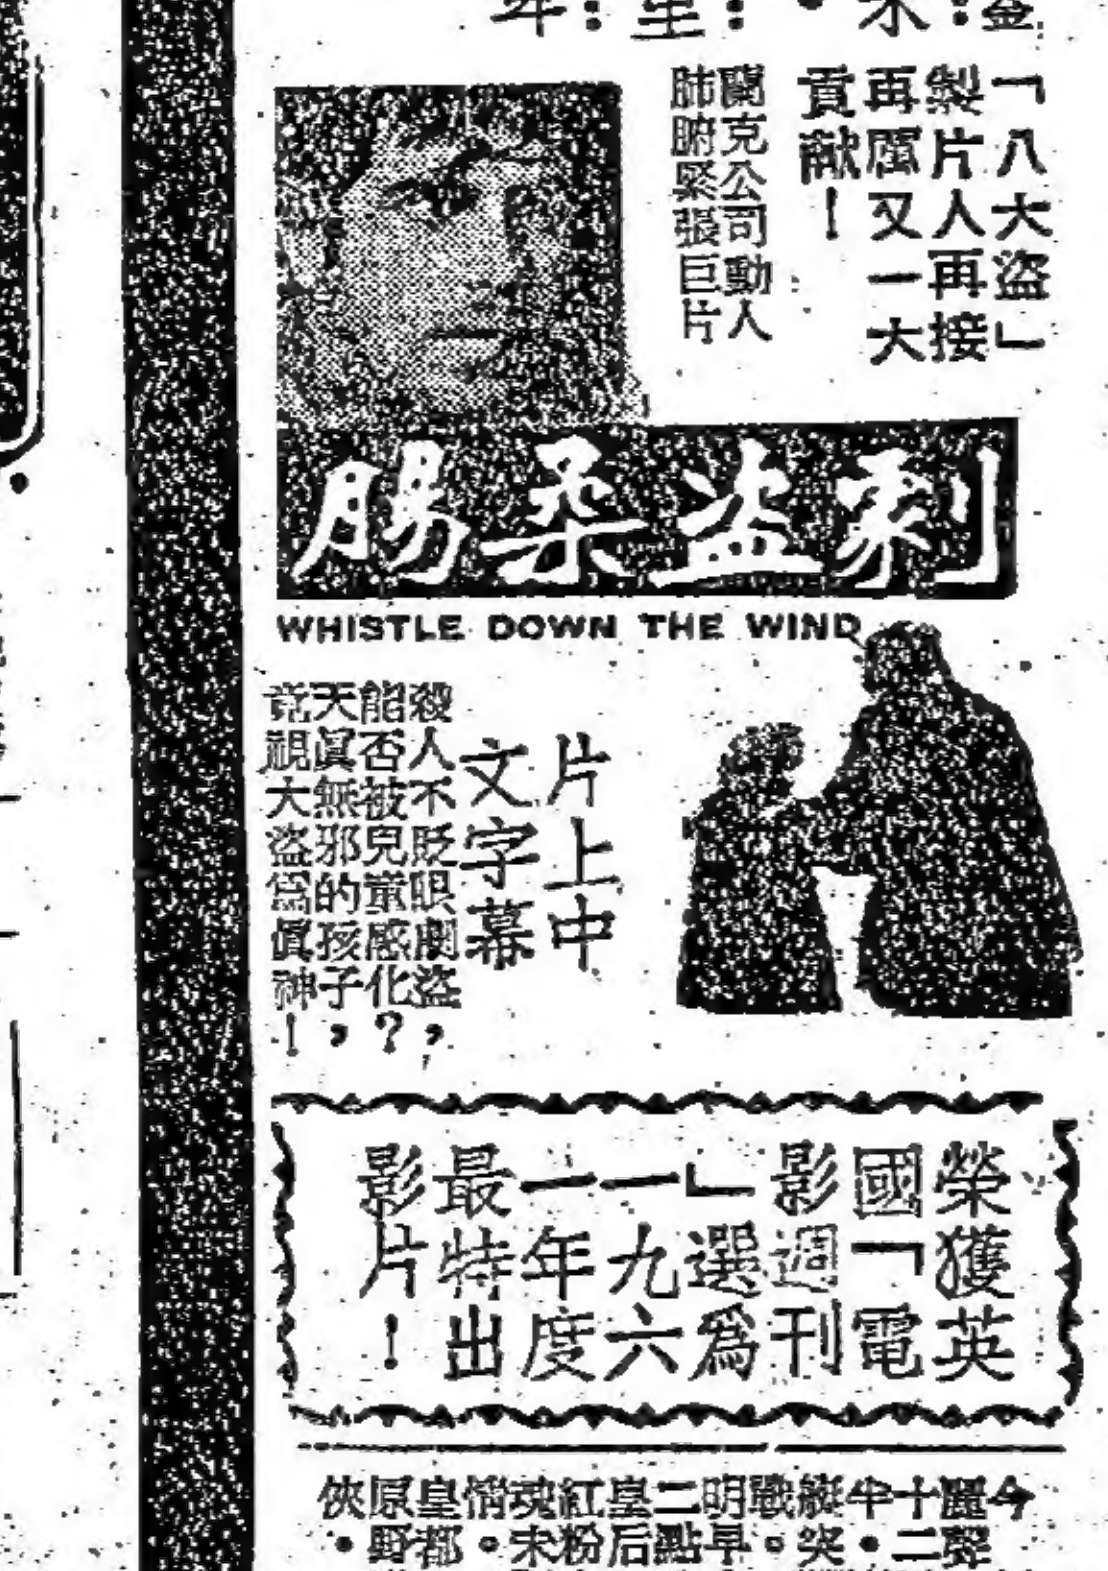 「八大盜」
製片人再接
再厲又一大
貢獻！
蘭克公司動人
肺腑緊張巨片
剩盜柔腸
WHISTLE DOWN THE WIND
片上中
文字幕
殺人不眨眼劇盜，
能否被兒童感化？
天眞無邪的孩子，
竟視大盜爲眞神！
榮獲英
國「電
影週刊
」選爲
一九六
一年度
最特出
影片！